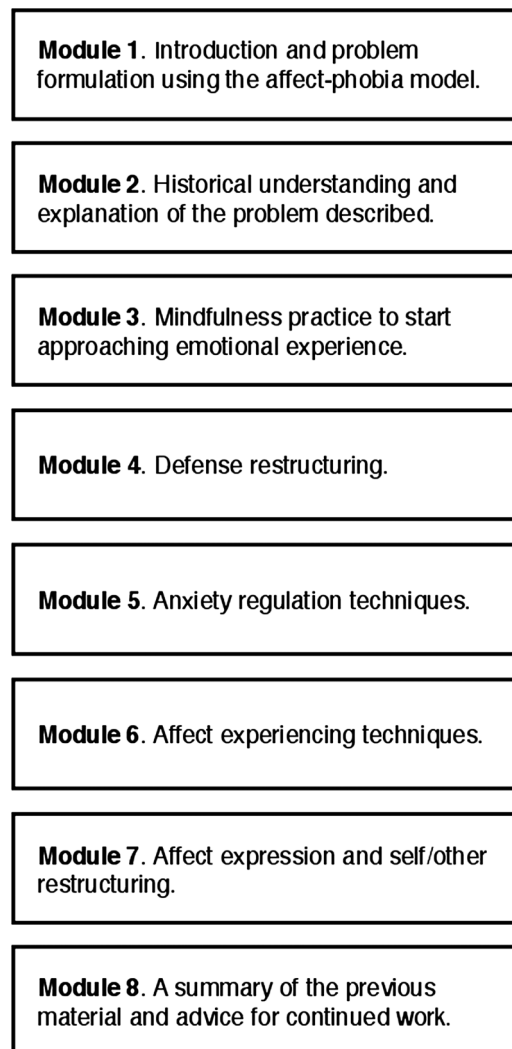 Module 1. Introduction and problem
formulation using the affect-phobia model.
Module 2. Historical understanding and
explanation of the problem described.
Module 3. Mindfulness practice to start
approaching emotional experience.
Module 4. Defense restructuring.
Module 5. Anxiety regulation techniques.
Module 6. Affect experiencing techniques.
Module 7. Affect expression and self/other
restructuring.
Module 8. A summary of the previous
material and advice for continued work.